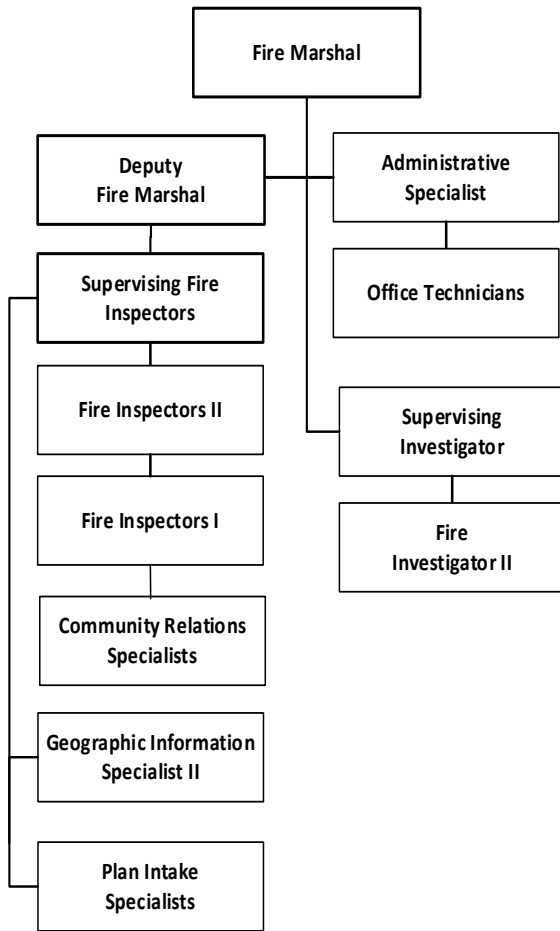 Fire Marshal
Deputy
Fire Marshal
Administrative
Specialist
Supervising Fire
Inspectors
Office Technicians
Fire Inspectors II
Supervising
Investigator
Fire Inspectors I
Fire
Investigator II
Community Relations
Specialists
Geographic Information
Specialist II
Plan Intake
Specialists